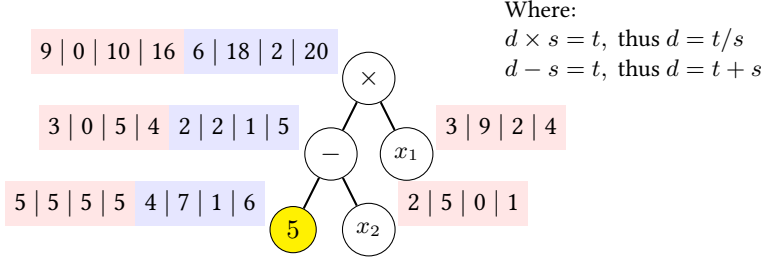 Where:
d × s = t, thus d = t/s
d − s = t, thus d = t + s
9 | 0 | 10 | 16 6 | 18 | 2 | 20
×
3 | 0 | 5 | 4 2 | 2 | 1 | 5
−
x₁
3 | 9 | 2 | 4
5 | 5 | 5 | 5 4 | 7 | 1 | 6
5
x₂
2 | 5 | 0 | 1